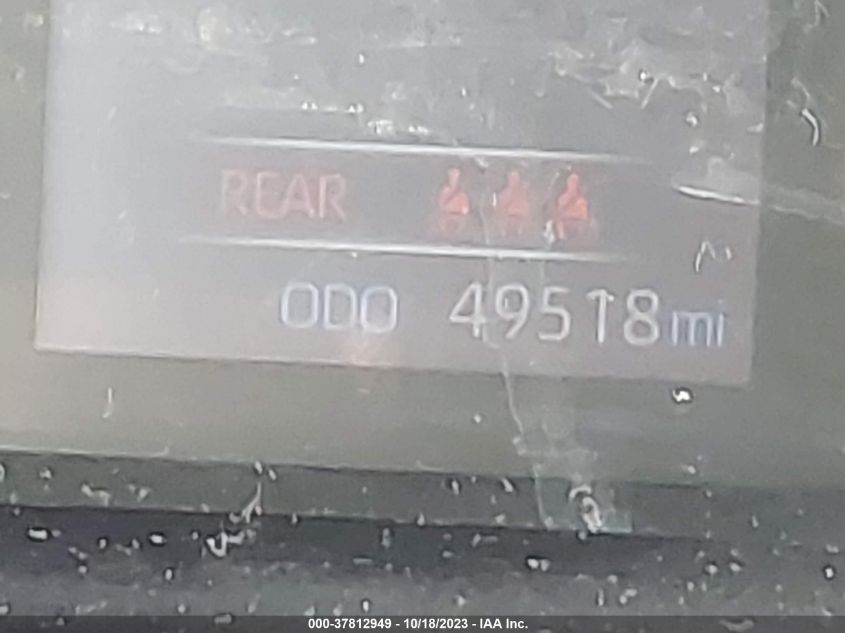 REAR
ODO 49518mi
000-37812949 - 10/18/2023 - IAA Inc.